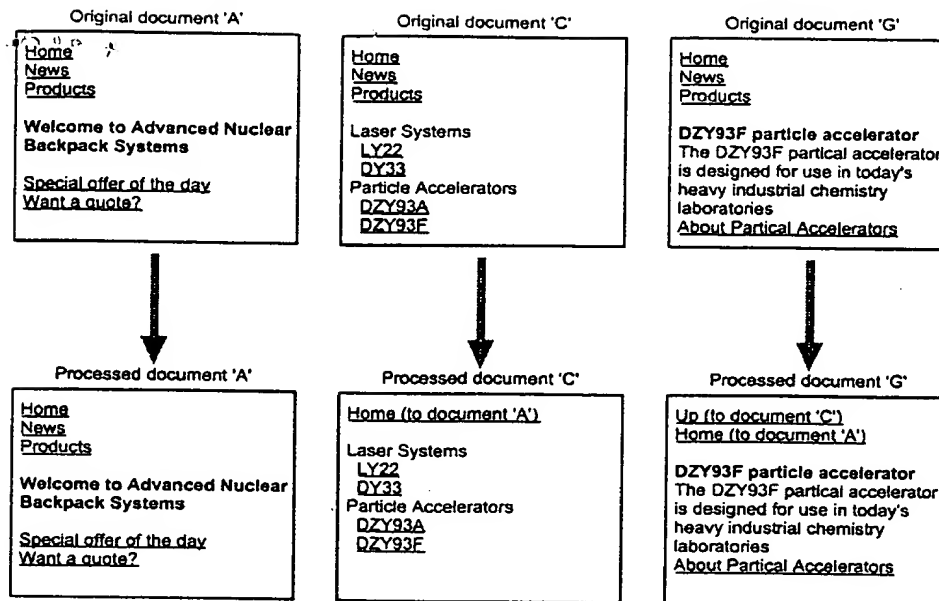 Original document 'A'
Home
News
Products
Welcome to Advanced Nuclear
Backpack Systems
Special offer of the day
Want a quote?
Original document 'C'
Home
News
Products
Laser Systems
LY22
DY33
Particle Accelerators
DZY93A
DZY93F
Original document 'G'
Home
News
Products
DZY93F particle accelerator
The DZY93F partical accelerator
is designed for use in today's
heavy industrial chemistry
laboratories
About Partical Accelerators
Processed document 'A'
Home
News
Products
Welcome to Advanced Nuclear
Backpack Systems
Special offer of the day
Want a quote?
Processed document 'C'
Home (to document 'A')
Laser Systems
LY22
DY33
Particle Accelerators
DZY93A
DZY93F
Processed document 'G'
Up (to document 'C')
Home (to document 'A')
DZY93F particle accelerator
The DZY93F partical accelerator
is designed for use in today's
heavy industrial chemistry
laboratories
About Partical Accelerators